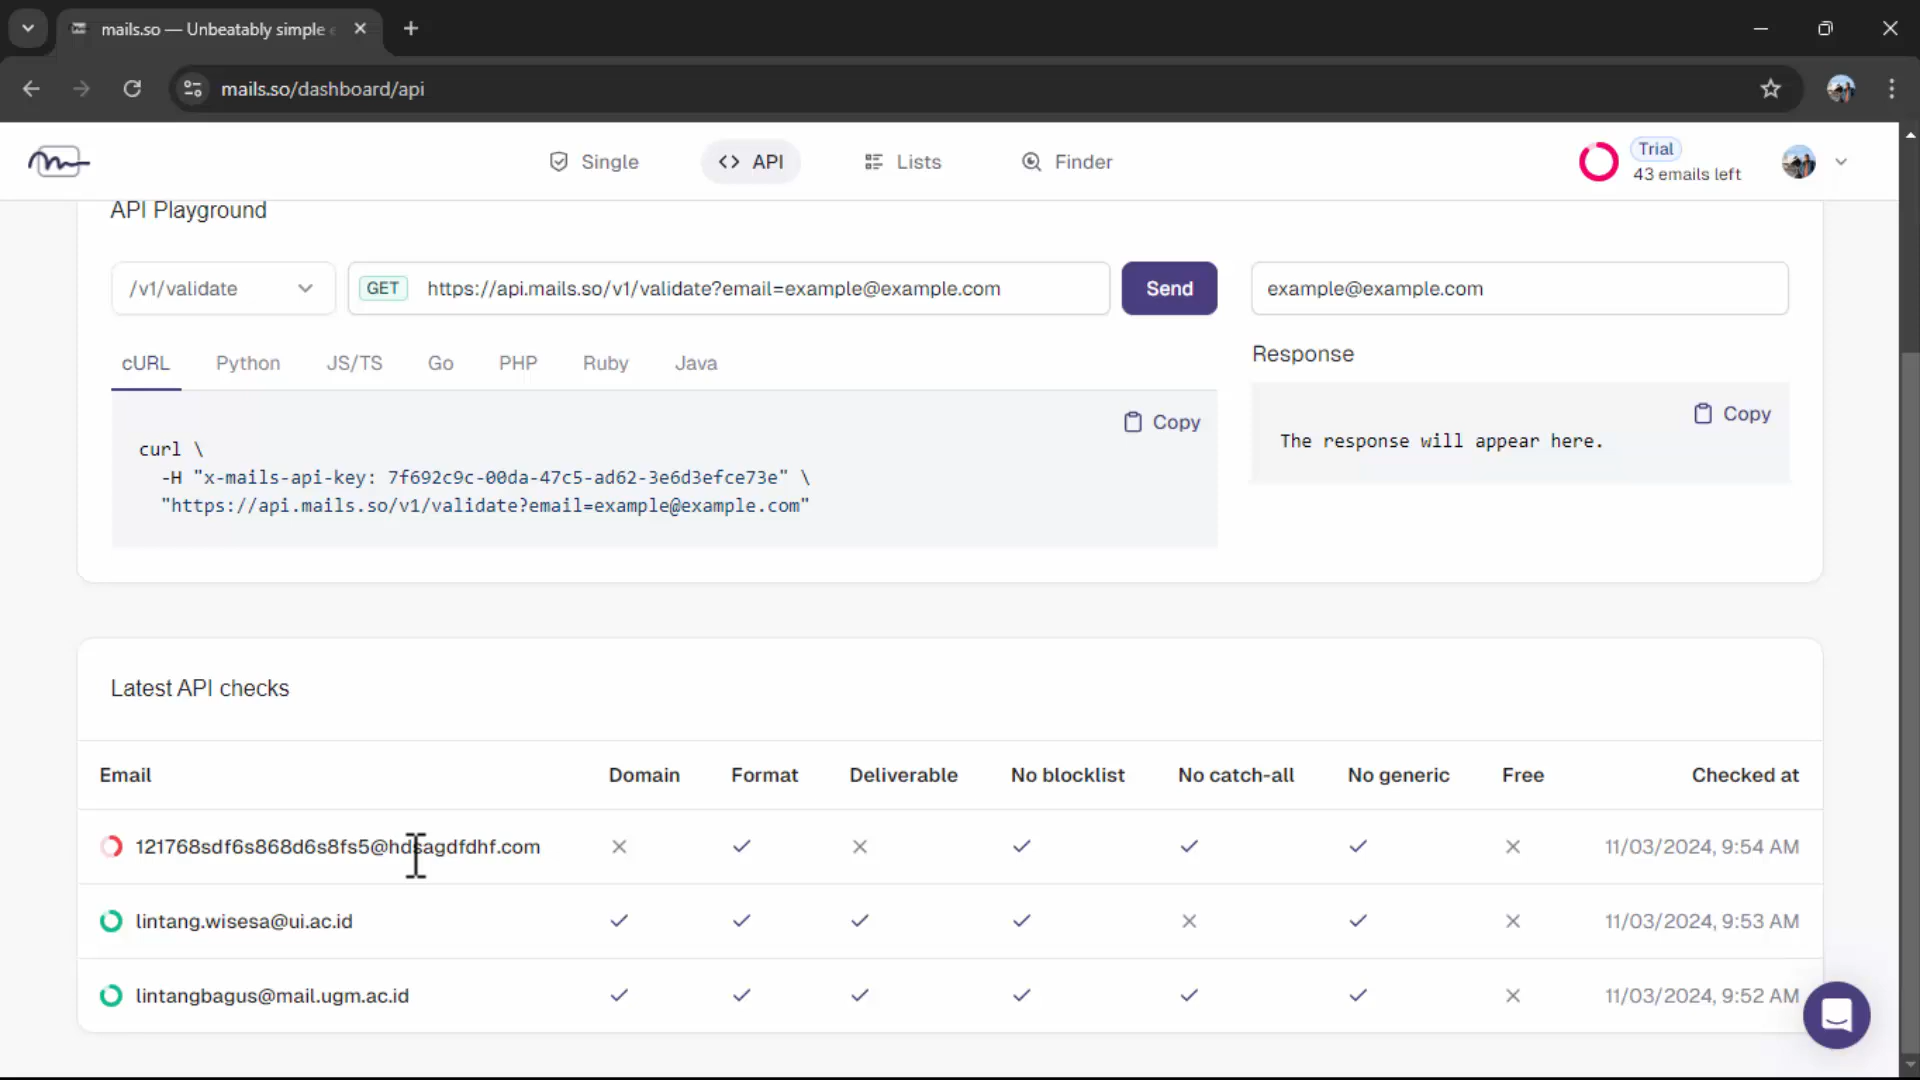 mails.so — Unbeatably simple
mails.so/dashboard/api
Single
<> API
Lists
Finder
Trial
43 emails left
API Playground
/v1/validate
GET https://api.mails.so/v1/validate?email=example@example.com
Send
example@example.com
cURL Python JS/TS Go PHP Ruby Java
Response
Copy
curl \
-H "x-mails-api-key: 7f692c9c-00da-47c5-ad62-3e6d3efce73e" \
"https://api.mails.so/v1/validate?email=example@example.com"
Copy
The response will appear here.
Latest API checks
Email Domain Format Deliverable No blocklist No catch-all No generic Free Checked at
121768sdf6s868d6s8fs5@hdsagdfdhf.com 11/03/2024, 9:54 AM
lintang.wisesa@ui.ac.id 11/03/2024, 9:53 AM
lintangbagus@mail.ugm.ac.id 11/03/2024, 9:52 AM